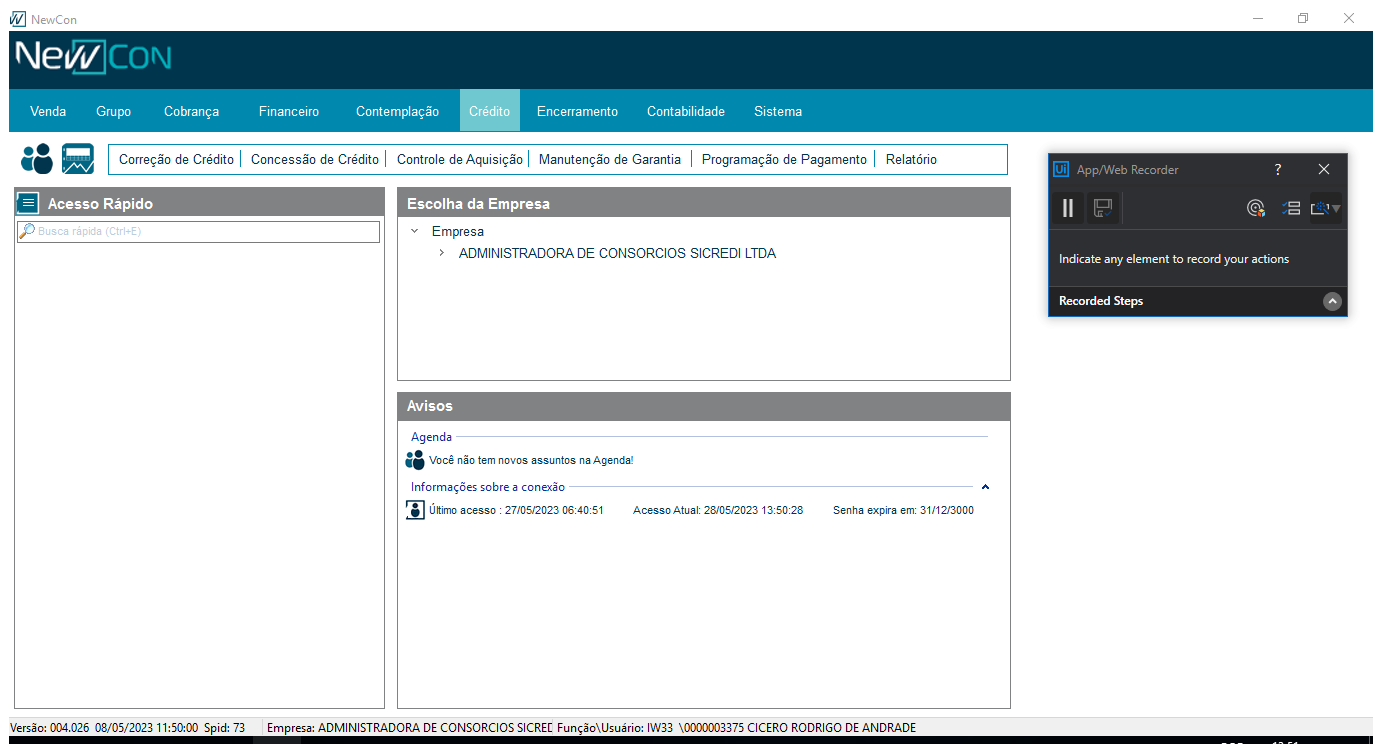 NewCon
NewCon
Venda Grupo Cobrança Financeiro Contemplação Crédito Encerramento Contabilidade Sistema
Correção de Crédito Concessão de Crédito Controle de Aquisição Manutenção de Garantia Programação de Pagamento Relatório
Ui App/Web Recorder ?
Indicate any element to record your actions
Recorded Steps
Acesso Rápido
Busca rápida (Ctrl+E)
Escolha da Empresa
Empresa
ADMINISTRADORA DE CONSORCIOS SICREDI LTDA
Avisos
Agenda
Você não tem novos assuntos na Agenda!
Informações sobre a conexão
Último acesso : 27/05/2023 06:40:51 Acesso Atual: 28/05/2023 13:50:28 Senha expira em: 31/12/3000
Versão: 004.026 08/05/2023 11:50:00 Spid: 73 Empresa: ADMINISTRADORA DE CONSORCIOS SICREI Função\Usuário: IW33 \0000003375 CICERO RODRIGO DE ANDRADE